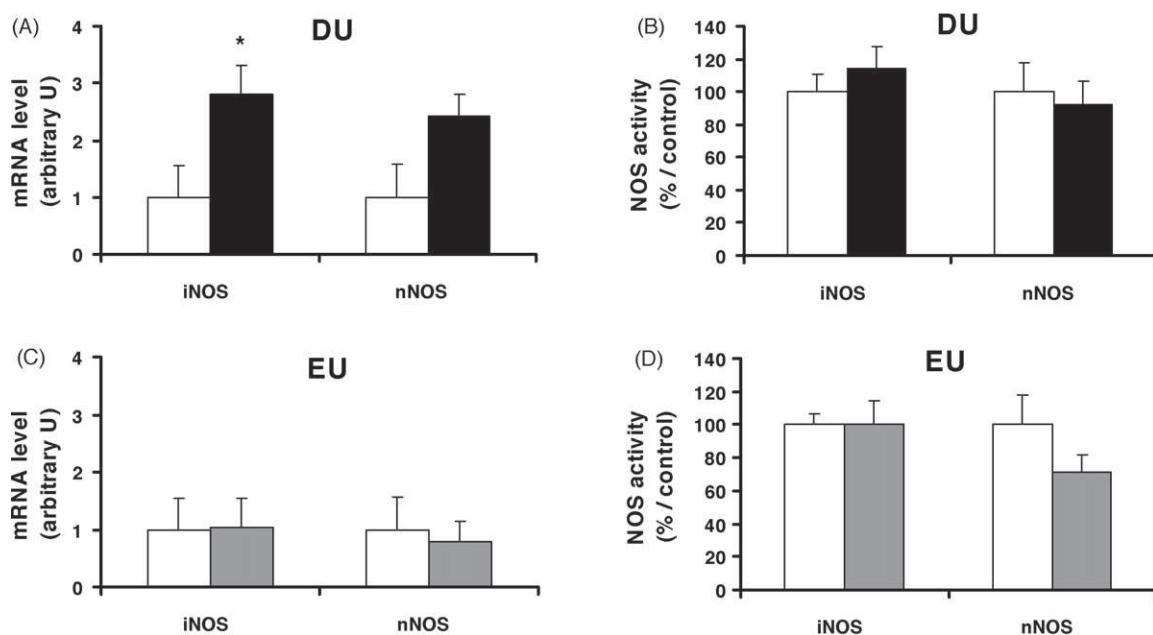 (A)
DU
mRNA level
(arbitrary U)
4
3
2
1
0
*
iNOS
nNOS
(B)
DU
NOS activity
(% / control)
140
120
100
80
60
40
20
0
iNOS
nNOS
(C)
EU
mRNA level
(arbitrary U)
4
3
2
1
0
iNOS
nNOS
(D)
EU
NOS activity
(% / control)
140
120
100
80
60
40
20
0
iNOS
nNOS